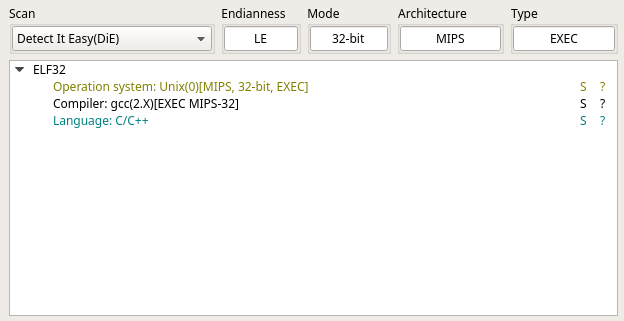 Scan Endianness Mode Architecture Type
Detect It Easy(DiE) LE 32-bit MIPS EXEC
ELF32
Operation system: Unix(0)[MIPS, 32-bit, EXEC] S ?
Compiler: gcc(2.X)[EXEC MIPS-32] S ?
Language: C/C++ S ?